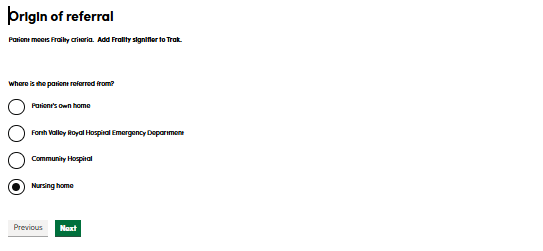 Origin of referral
Patient meets Frailty criteria. Add Frailty signifier to Trak.
Where is the patient referred from?
Patient's own home
Forth Valley Royal Hospital Emergency Department
Community Hospital
Nursing home
Previous
Next